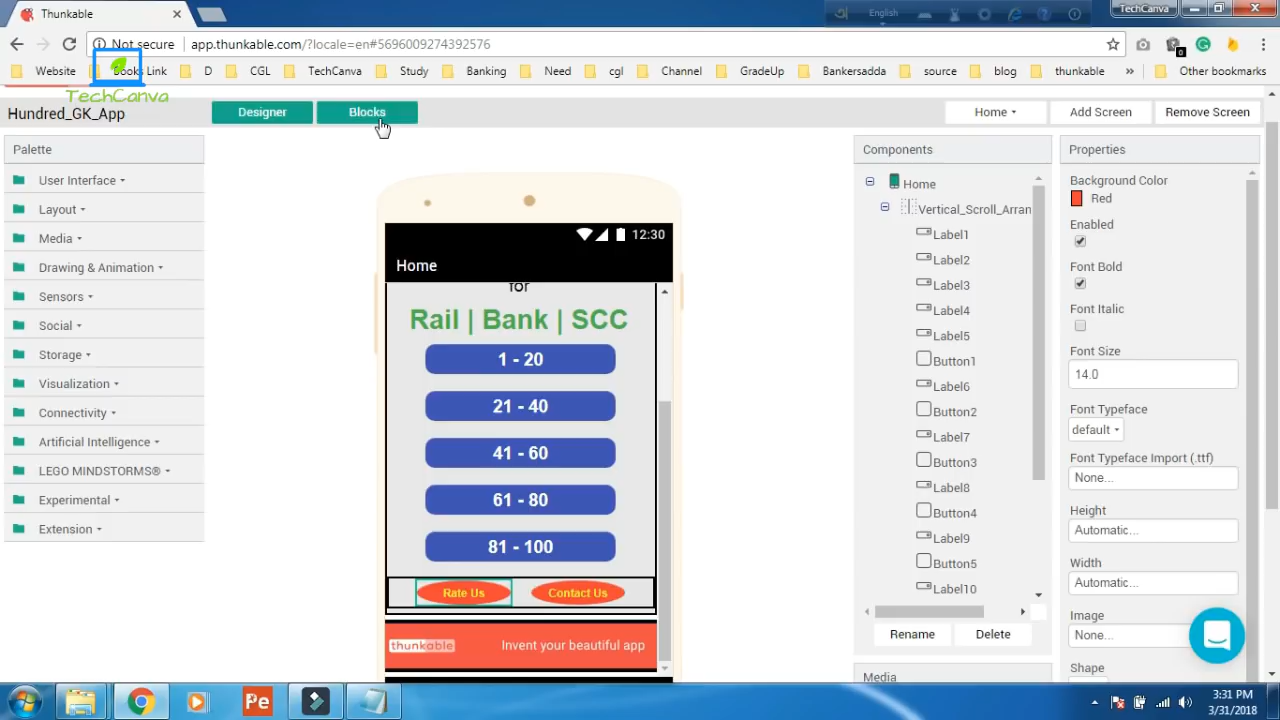 Thunkable
English
TechCanva
Not secure
app.thunkable.com/?locale=en#5696009274392576
Website
Books Link
D
CGL
TechCanva
Study
Banking
Need
cgl
Channel
GradeUp
Bankersadda
source
blog
thunkable
»
Other bookmarks
TechCanva
Hundred_GK_App
Designer
Blocks
Home
Add Screen
Remove Screen
Palette
User Interface
Layout
Media
Drawing & Animation
Sensors
Social
Storage
Visualization
Connectivity
Artificial Intelligence
LEGO MINDSTORMS®
Experimental
Extension
12:30
Home
for
Rail | Bank | SCC
1 - 20
21 - 40
41 - 60
61 - 80
81 - 100
Rate Us
Contact Us
thunkable
Invent your beautiful app
Components
Home
Vertical_Scroll_Arran
Label1
Label2
Label3
Label4
Label5
Button1
Label6
Button2
Label7
Button3
Label8
Button4
Label9
Button5
Label10
Rename
Delete
Media
Properties
Background Color
Red
Enabled
Font Bold
Font Italic
Font Size
14.0
Font Typeface
default
Font Typeface Import (.ttf)
None...
Height
Automatic...
Width
Automatic...
Image
None...
Shape
Pe
3:31 PM
3/31/2018